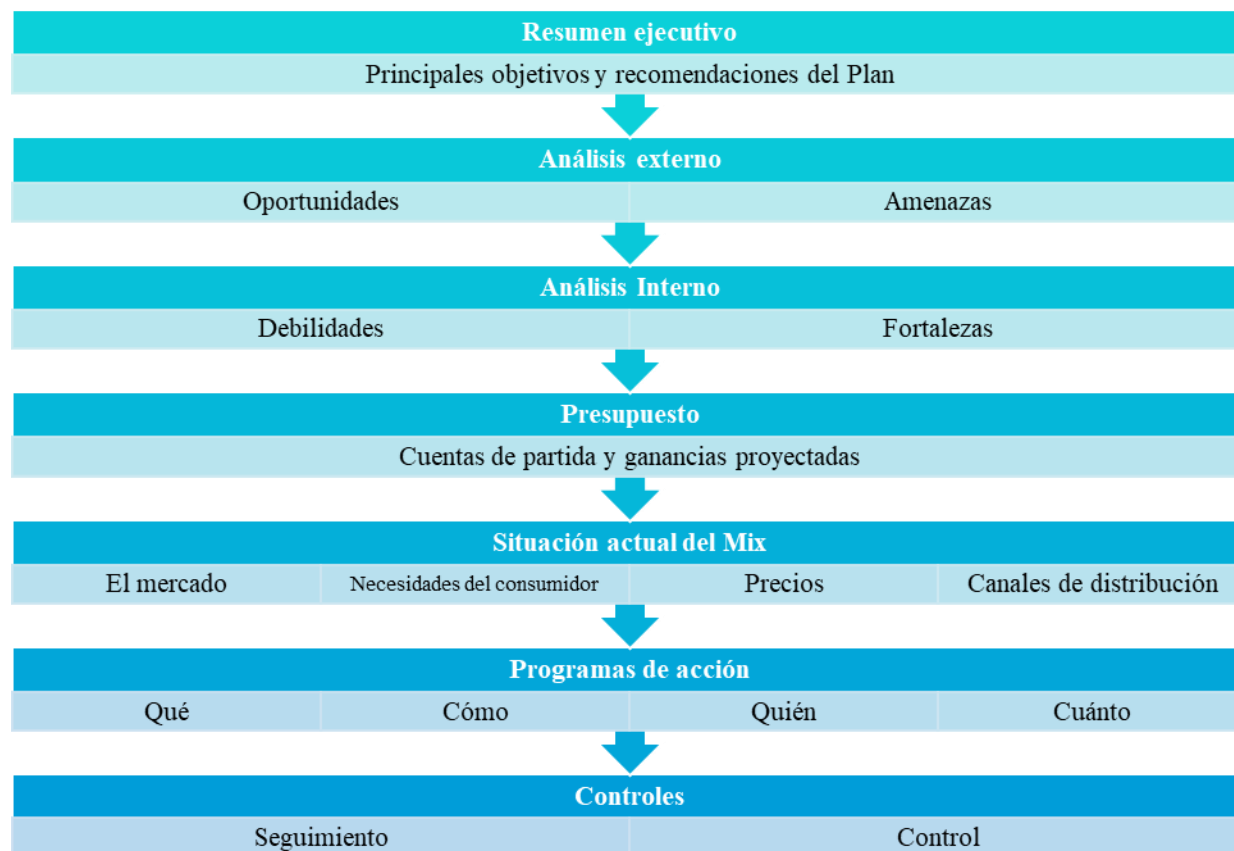 Resumen ejecutivo
Principales objetivos y recomendaciones del Plan
Análisis externo
Oportunidades
Amenazas
Análisis Interno
Debilidades
Fortalezas
Presupuesto
Cuentas de partida y ganancias proyectadas
Situación actual del Mix
El mercado
Necesidades del consumidor
Precios
Canales de distribución
Programas de acción
Qué
Cómo
Quién
Cuánto
Controles
Seguimiento
Control